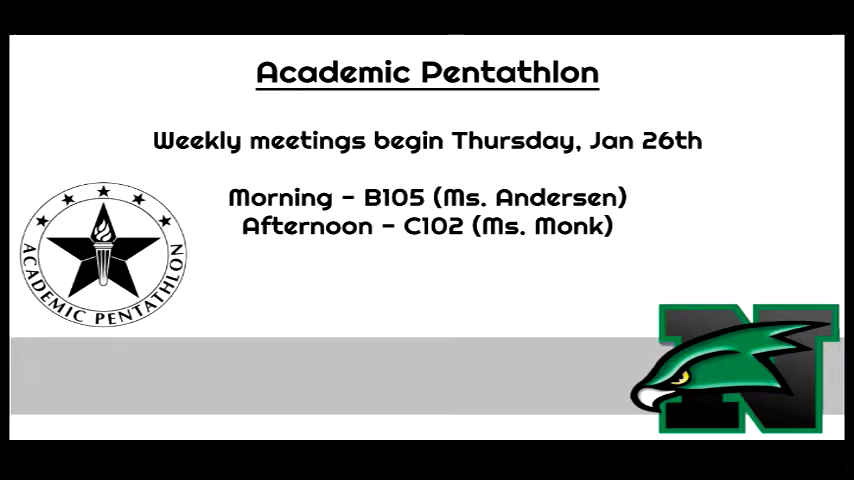 Academic Pentathlon
Weekly meetings begin Thursday, Jan 26th
Morning - B105 (Ms. Andersen)
Afternoon - C102 (Ms. Monk)
ACADEMIC PENTATHLON
N